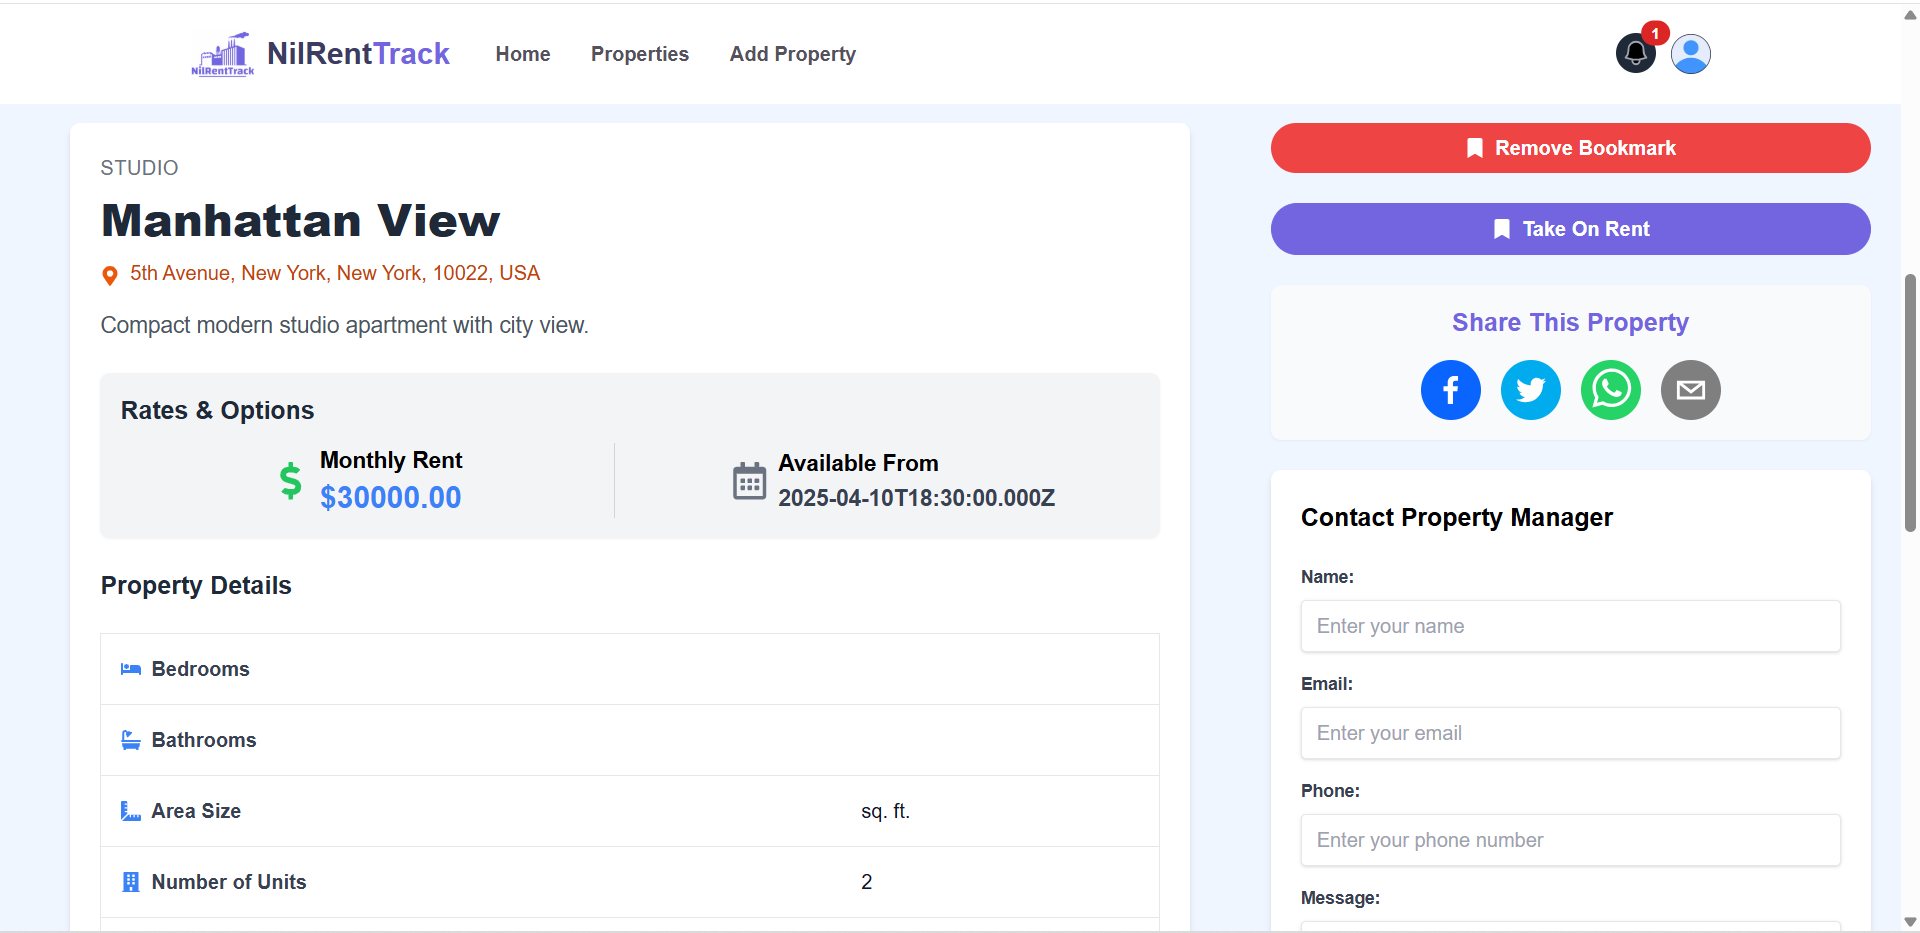 NilRentTrack
NilRentTrack
Home
Properties
Add Property
1
STUDIO
Manhattan View
5th Avenue, New York, New York, 10022, USA
Compact modern studio apartment with city view.
Rates & Options
Monthly Rent
$30000.00
Available From
2025-04-10T18:30:00.000Z
Property Details
Bedrooms
Bathrooms
Area Size
sq. ft.
Number of Units
2
Remove Bookmark
Take On Rent
Share This Property
Contact Property Manager
Name:
Enter your name
Email:
Enter your email
Phone:
Enter your phone number
Message: